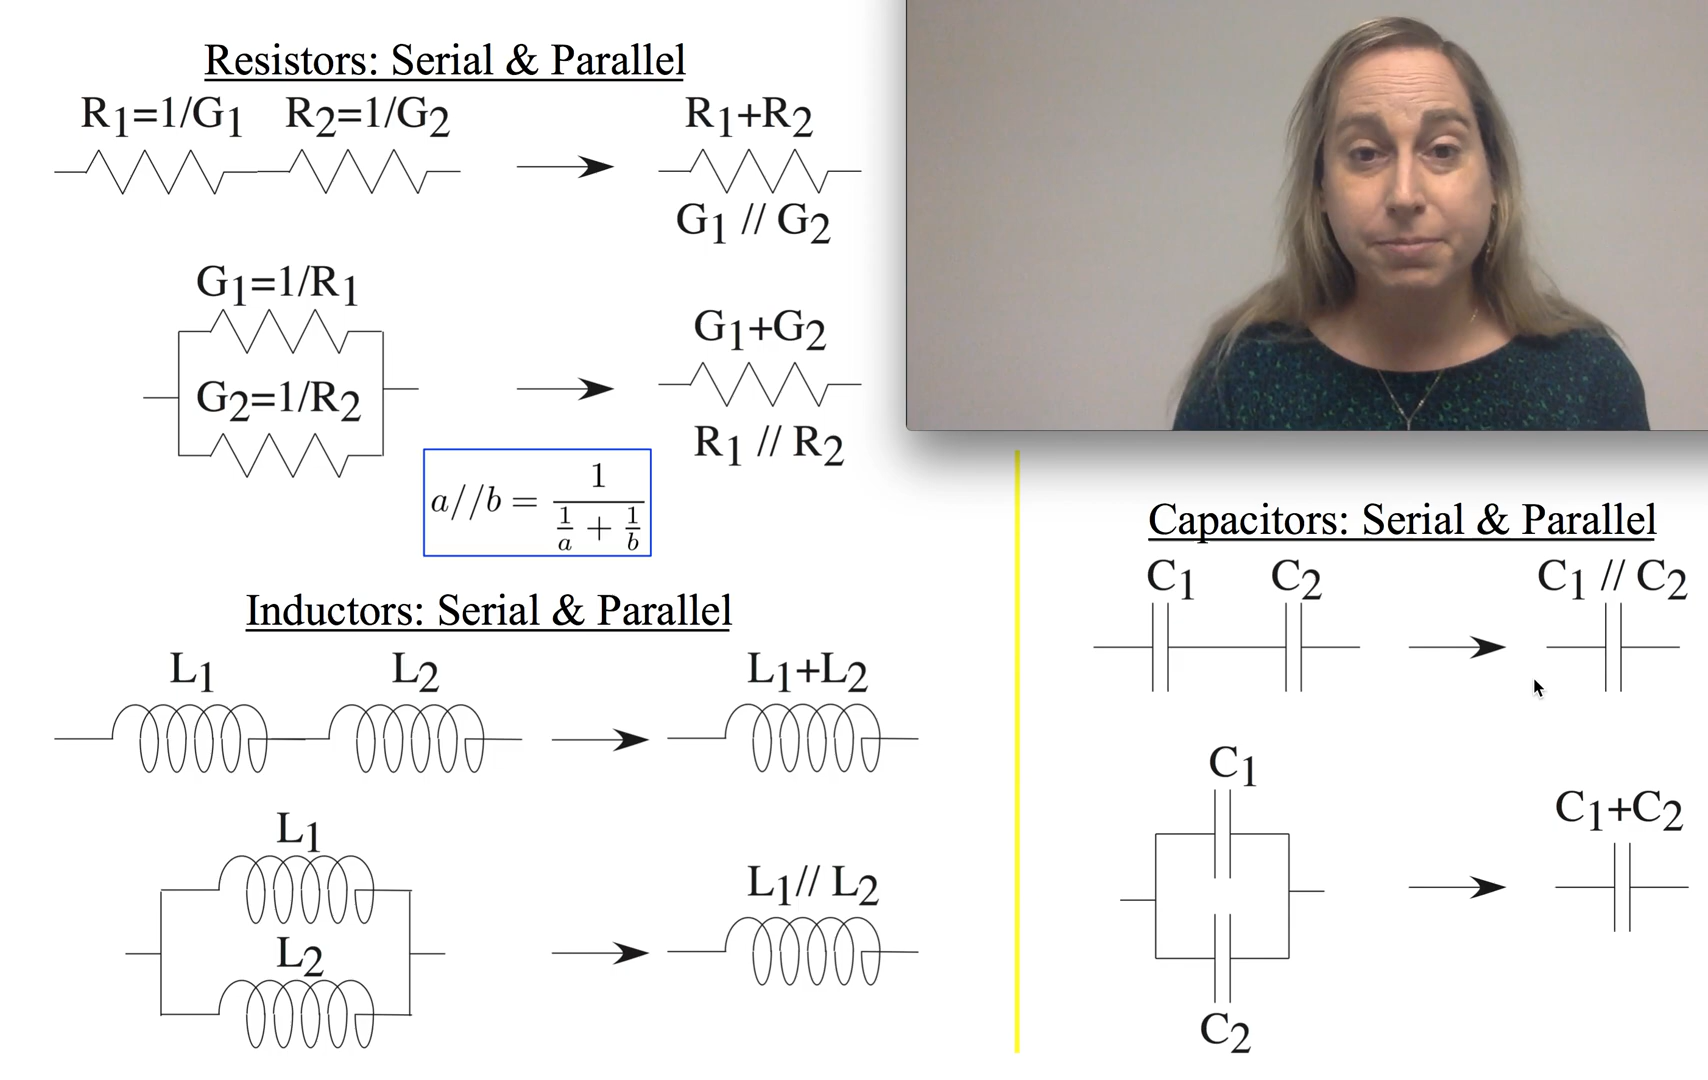 Resistors: Serial & Parallel
R1=1/G1 R2=1/G2
R1+R2
G1 // G2
G1=1/R1
G2=1/R2
G1+G2
R1 // R2
a//b = 1 / (1/a + 1/b)
Inductors: Serial & Parallel
L1 L2
L1+L2
L1
L2
L1// L2
Capacitors: Serial & Parallel
C1 C2
C1 // C2
C1
C2
C1+C2